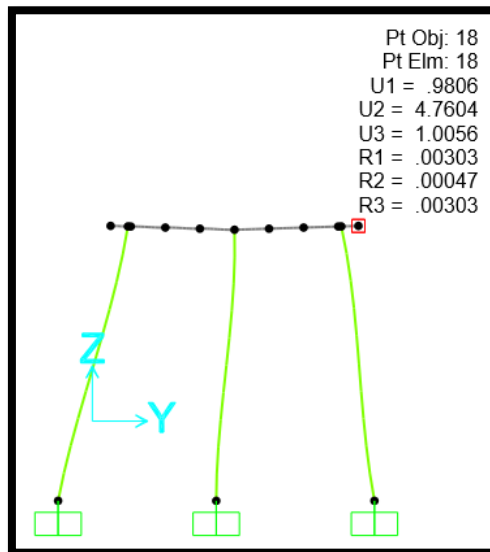 Pt Obj: 18
Pt Elm: 18
U1 = .9806
U2 = 4.7604
U3 = 1.0056
R1 = .00303
R2 = .00047
R3 = .00303
Z
Y